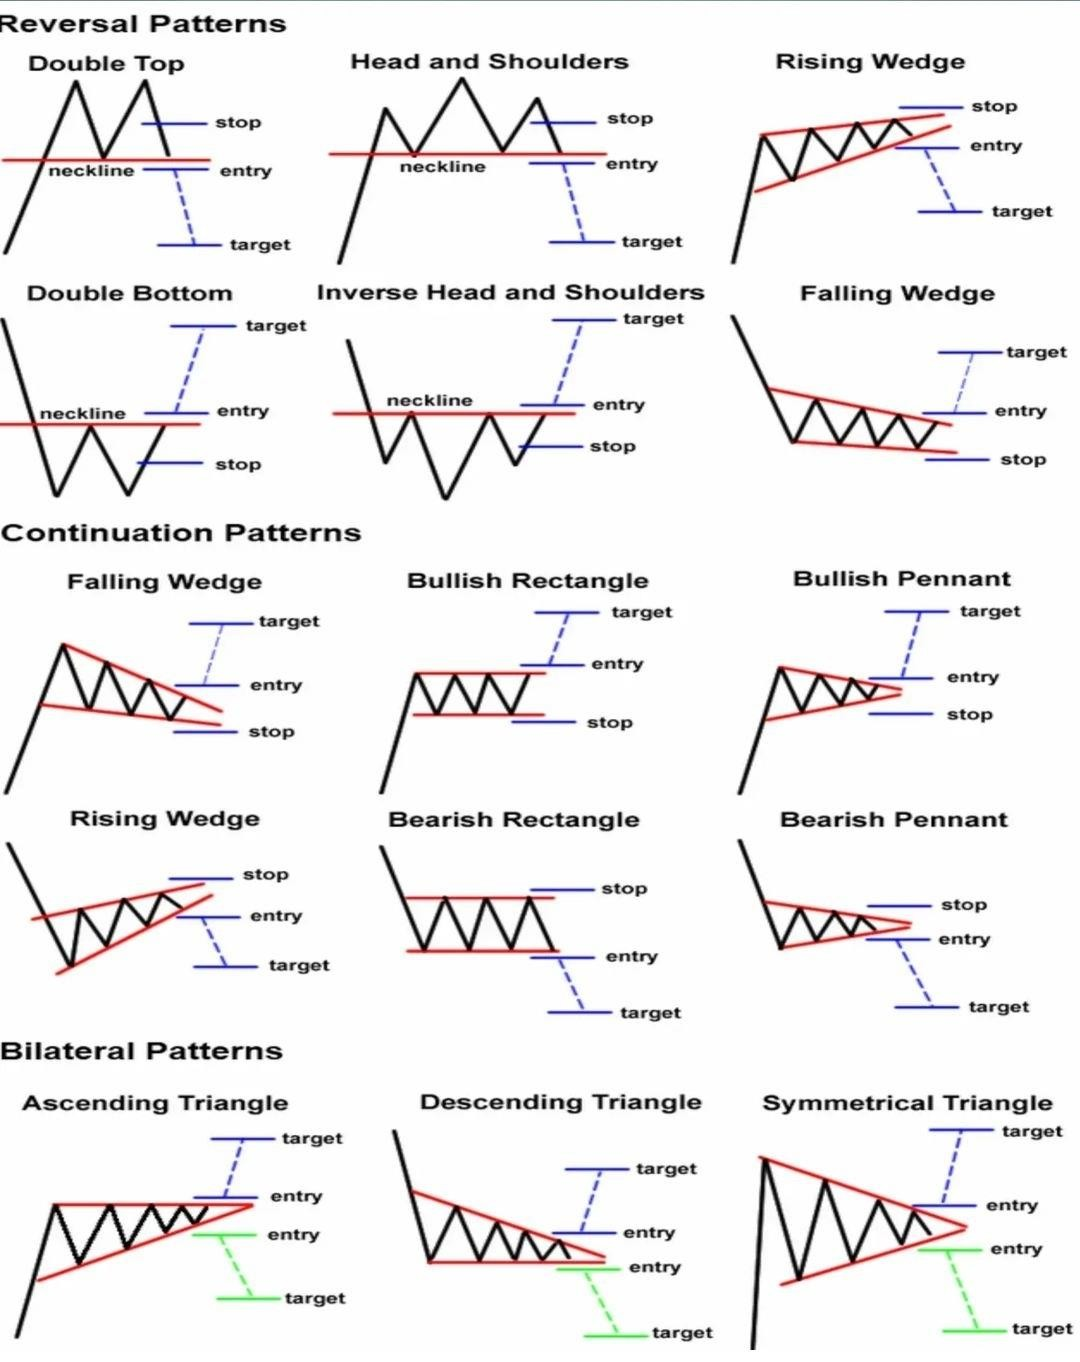 Reversal Patterns
Double Top
stop
neckline
entry
target
Head and Shoulders
stop
neckline
entry
target
Rising Wedge
stop
entry
target
Double Bottom
target
neckline
entry
stop
Inverse Head and Shoulders
target
neckline
entry
stop
Falling Wedge
target
entry
stop
Continuation Patterns
Falling Wedge
target
entry
stop
Bullish Rectangle
target
entry
stop
Bullish Pennant
target
entry
stop
Rising Wedge
stop
entry
target
Bearish Rectangle
stop
entry
target
Bearish Pennant
stop
entry
target
Bilateral Patterns
Ascending Triangle
target
entry
entry
target
Descending Triangle
target
entry
entry
target
Symmetrical Triangle
target
entry
entry
target